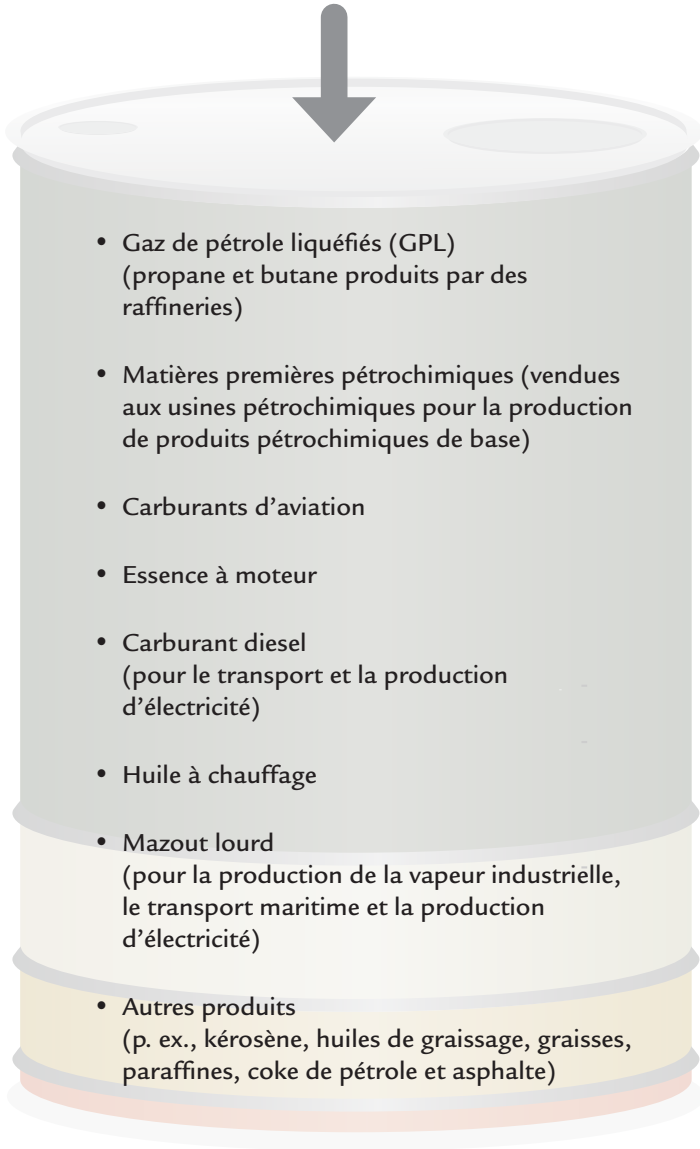 • Gaz de pétrole liquéfiés (GPL)
(propane et butane produits par des
raffineries)
• Matières premières pétrochimiques (vendues
aux usines pétrochimiques pour la production
de produits pétrochimiques de base)
• Carburants d’aviation
• Essence à moteur
• Carburant diesel
(pour le transport et la production
d’électricité)
• Huile à chauffage
• Mazout lourd
(pour la production de la vapeur industrielle,
le transport maritime et la production
d’électricité)
• Autres produits
(p. ex., kérosène, huiles de graissage, graisses,
paraffines, coke de pétrole et asphalte)